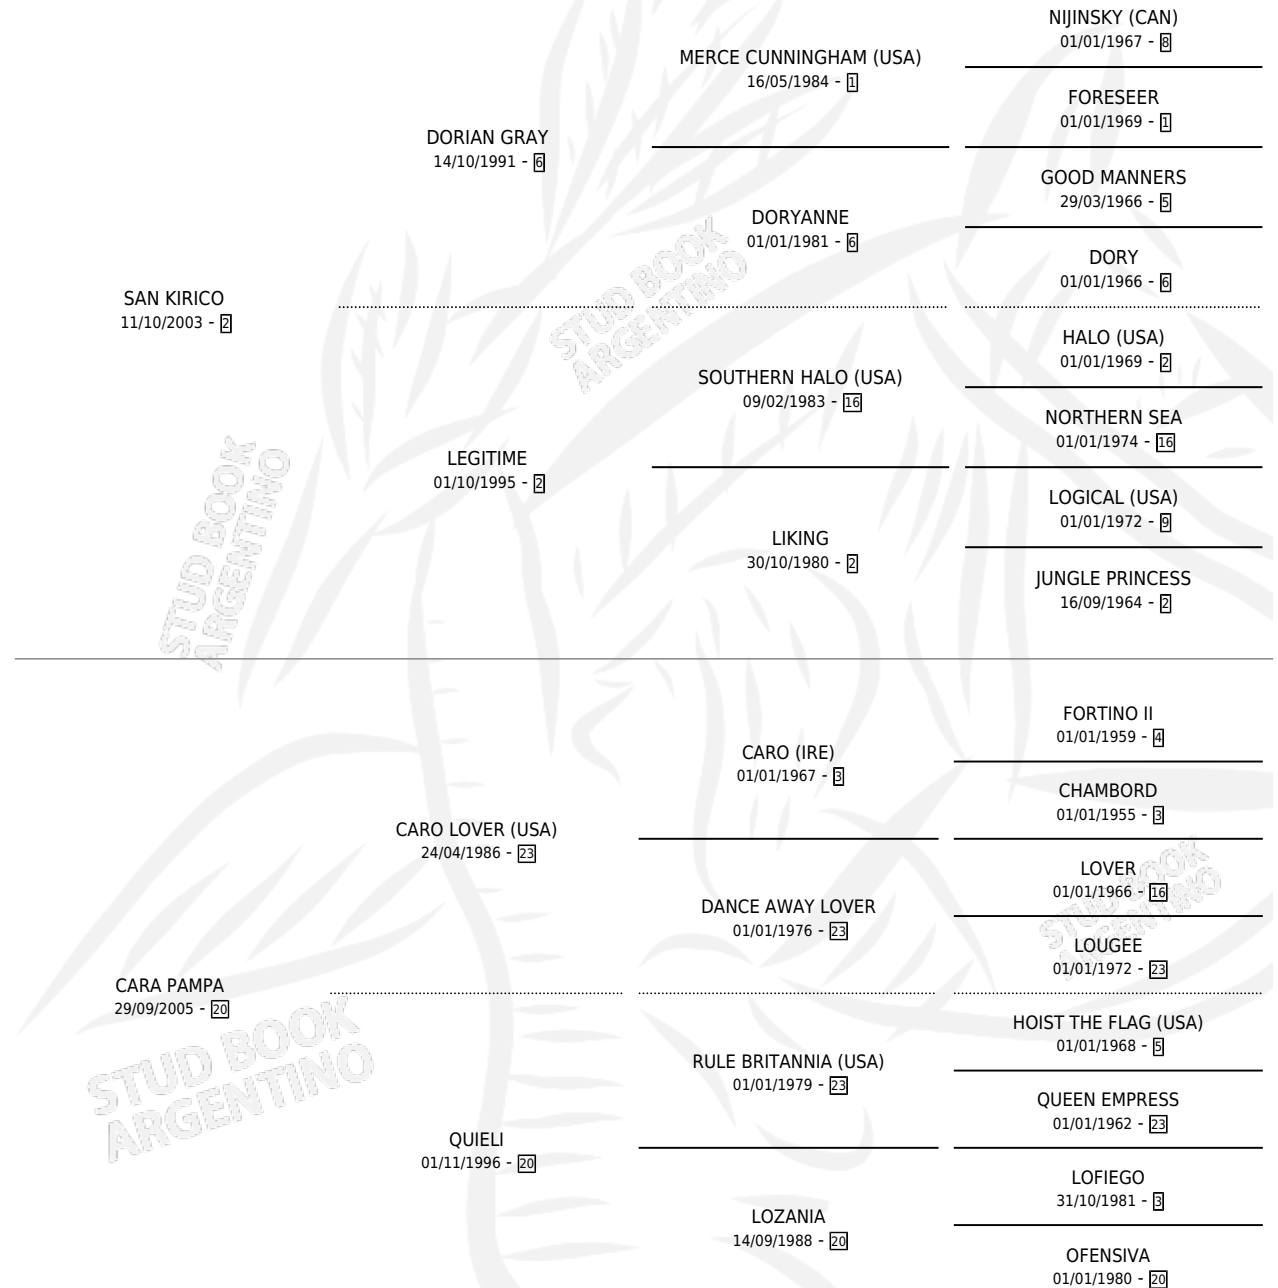 NIJINSKY (CAN)
01/01/1967 - 8
MERCE CUNNINGHAM (USA)
16/05/1984 - 1
FORESEER
01/01/1969 - 1
DORIAN GRAY
14/10/1991 - 6
GOOD MANNERS
29/03/1966 - 5
DORYANNE
01/01/1981 - 6
DORY
01/01/1966 - 6
SAN KIRICO
11/10/2003 - 2
HALO (USA)
01/01/1969 - 2
SOUTHERN HALO (USA)
09/02/1983 - 16
NORTHERN SEA
01/01/1974 - 16
LEGITIME
01/10/1995 - 2
LOGICAL (USA)
01/01/1972 - 9
LIKING
30/10/1980 - 2
JUNGLE PRINCESS
16/09/1964 - 2
FORTINO II
01/01/1959 - 4
CARO (IRE)
01/01/1967 - 3
CHAMBORD
01/01/1955 - 3
CARO LOVER (USA)
24/04/1986 - 23
LOVER
01/01/1966 - 16
DANCE AWAY LOVER
01/01/1976 - 23
LOUGEE
01/01/1972 - 23
CARA PAMPA
29/09/2005 - 20
HOIST THE FLAG (USA)
01/01/1968 - 5
RULE BRITANNIA (USA)
01/01/1979 - 23
QUEEN EMPRESS
01/01/1962 - 23
QUIELI
01/11/1996 - 20
LOFIEGO
31/10/1981 - 3
LOZANIA
14/09/1988 - 20
OFENSIVA
01/01/1980 - 20
STUD BOOK
ARGENTINO
STUD BOOK
ARGENTINO
STUD BOOK
ARGENTINO
STUD BOOK
ARGENTINO